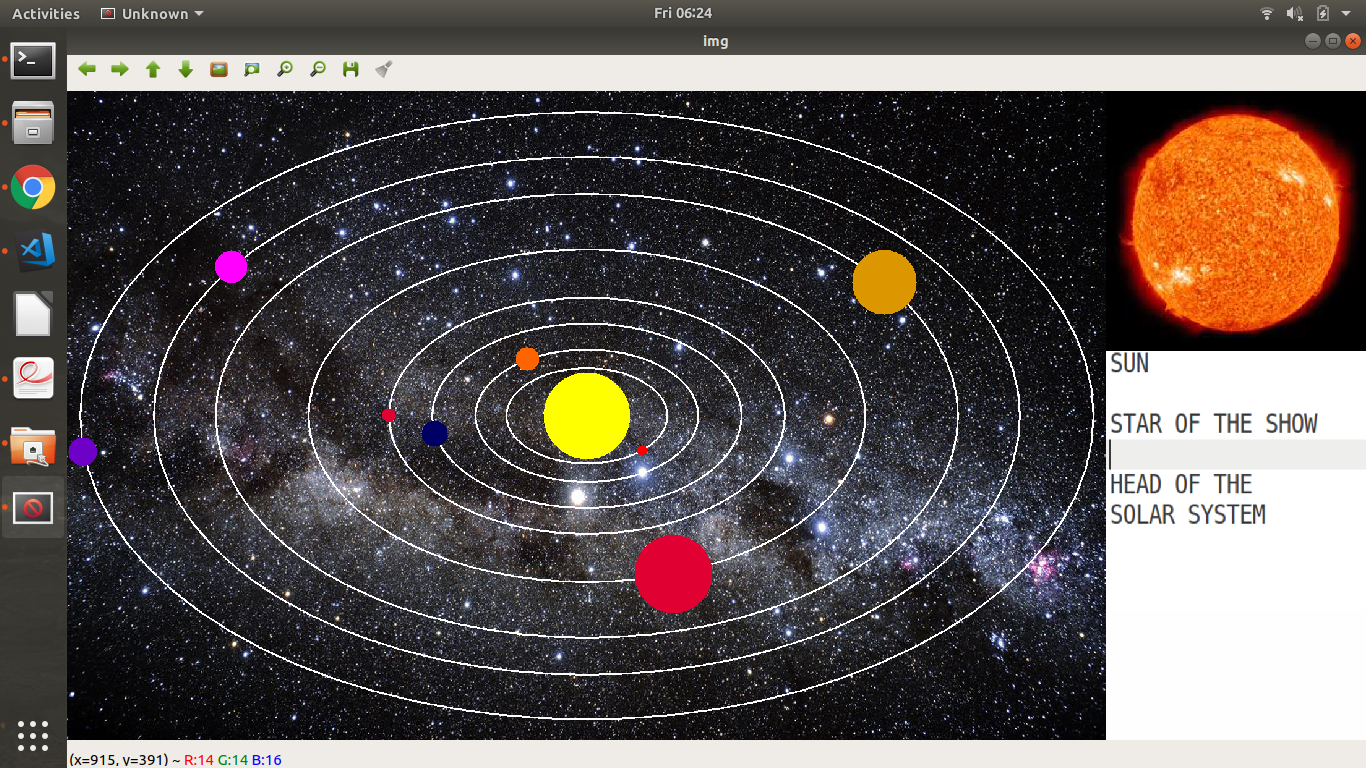 Activities
Unknown
Fri 06:24
img
SUN
STAR OF THE SHOW
HEAD OF THE
SOLAR SYSTEM
(x=915, y=391) ~ R:14 G:14 B:16